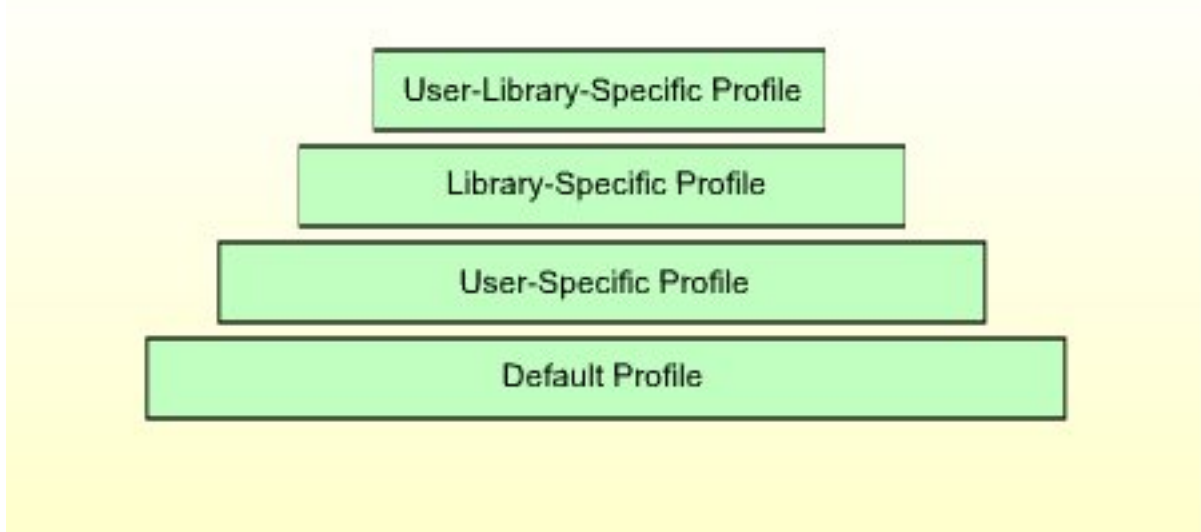 User-Library-Specific Profile
Library-Specific Profile
User-Specific Profile
Default Profile